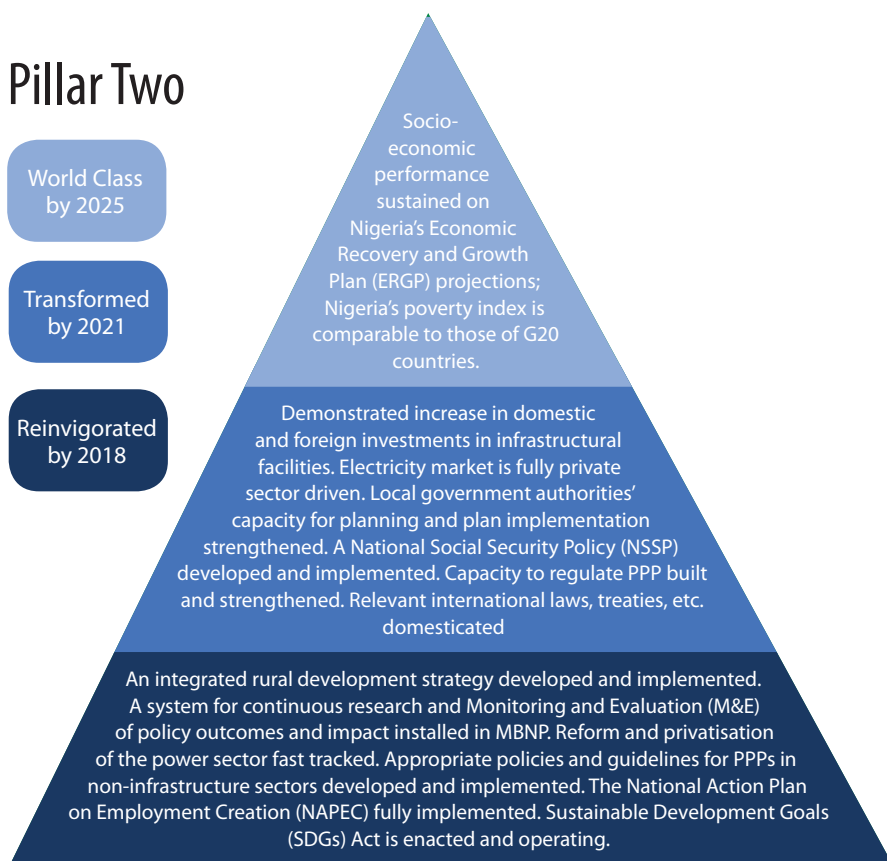 Pillar Two
World Class
by 2025
Transformed
by 2021
Reinvigorated
by 2018
Socio-
economic
performance
sustained on
Nigeria’s Economic
Recovery and Growth
Plan (ERGP) projections;
Nigeria’s poverty index is
comparable to those of G20
countries.
Demonstrated increase in domestic
and foreign investments in infrastructural
facilities. Electricity market is fully private
sector driven. Local government authorities’
capacity for planning and plan implementation
strengthened. A National Social Security Policy (NSSP)
developed and implemented. Capacity to regulate PPP built
and strengthened. Relevant international laws, treaties, etc.
domesticated
An integrated rural development strategy developed and implemented.
A system for continuous research and Monitoring and Evaluation (M&E)
of policy outcomes and impact installed in MBNP. Reform and privatisation
of the power sector fast tracked. Appropriate policies and guidelines for PPPs in
non-infrastructure sectors developed and implemented. The National Action Plan
on Employment Creation (NAPEC) fully implemented. Sustainable Development Goals
(SDGs) Act is enacted and operating.